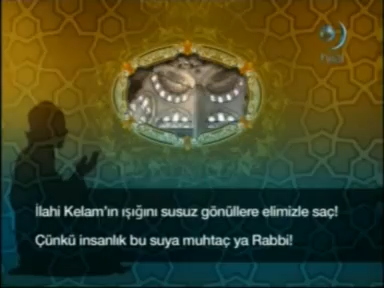 İlahi Kelam'ın ışığını susuz gönüllere elimizle saç!
Çünkü insanlık bu suya muhtaç ya Rabbi!